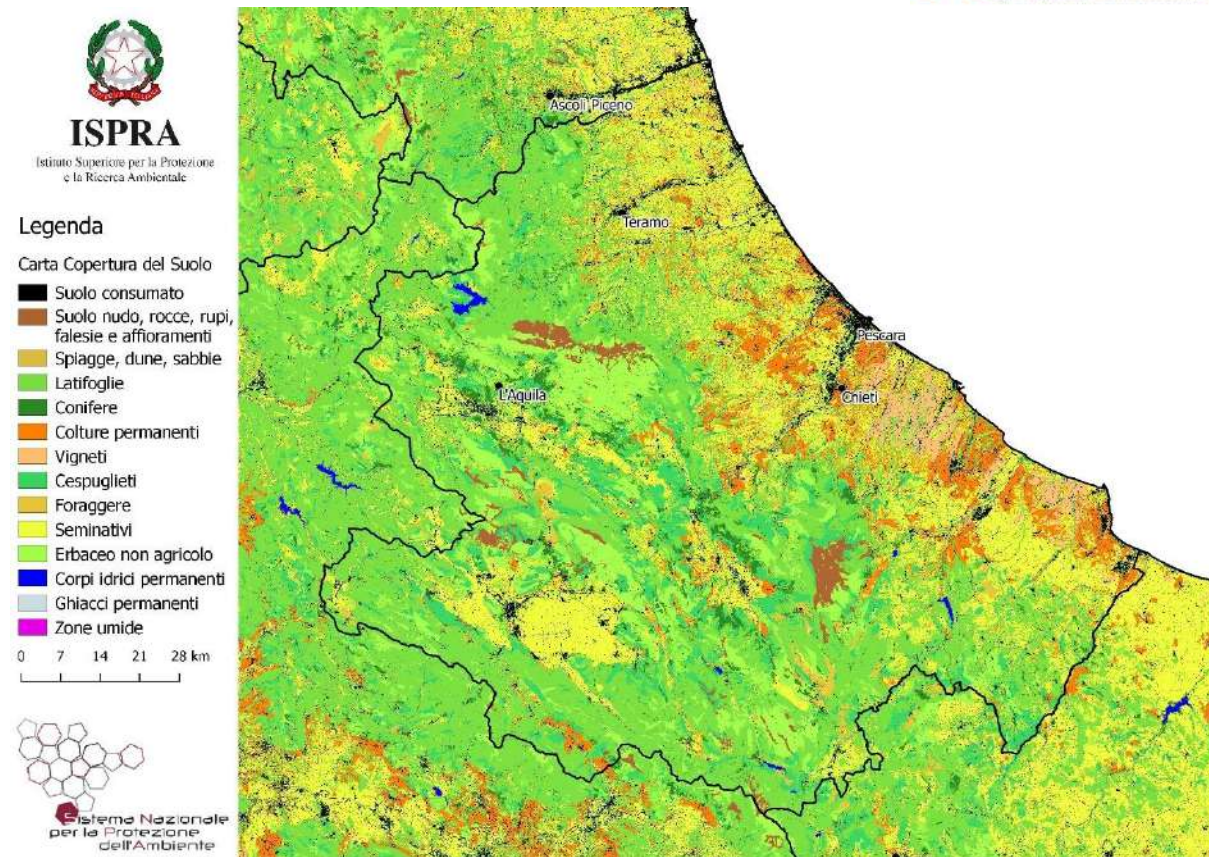 ISPRA
Istituto Superiore per la Protezione
e la Ricerca Ambientale
Legenda
Carta Copertura del Suolo
Suolo consumato
Suolo nudo, rocce, rupi,
falesie e affioramenti
Spiagge, dune, sabbie
Latifoglie
Conifere
Colture permanenti
Vigneti
Cespuglieti
Foraggere
Seminativi
Erbaceo non agricolo
Corpi idrici permanenti
Ghiacci permanenti
Zone umide
0 7 14 21 28 km
Sistema Nazionale
per la Protezione
dell'Ambiente
Ascoli Piceno
Teramo
Pescara
L'Aquila
Chieti